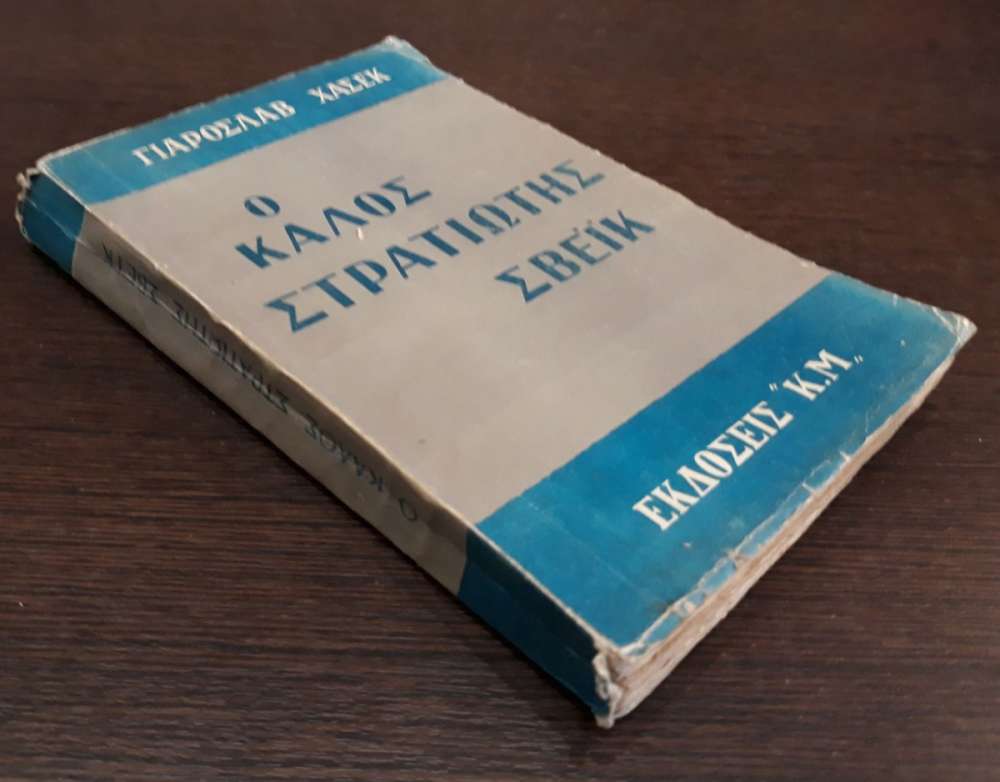 ΓΙΑΡΟΣΛΑΒ ΧΑΣΕΚ
Ο
ΚΑΛΟΣ
ΣΤΡΑΤΙΩΤΗΣ
ΣΒΕΪΚ
ΕΚΔΟΣΕΙΣ "Κ.Μ„
Ο ΚΑΛΟΣ ΣΤΡΑΤΙΩΤΗΣ ΣΒΕΪΚ